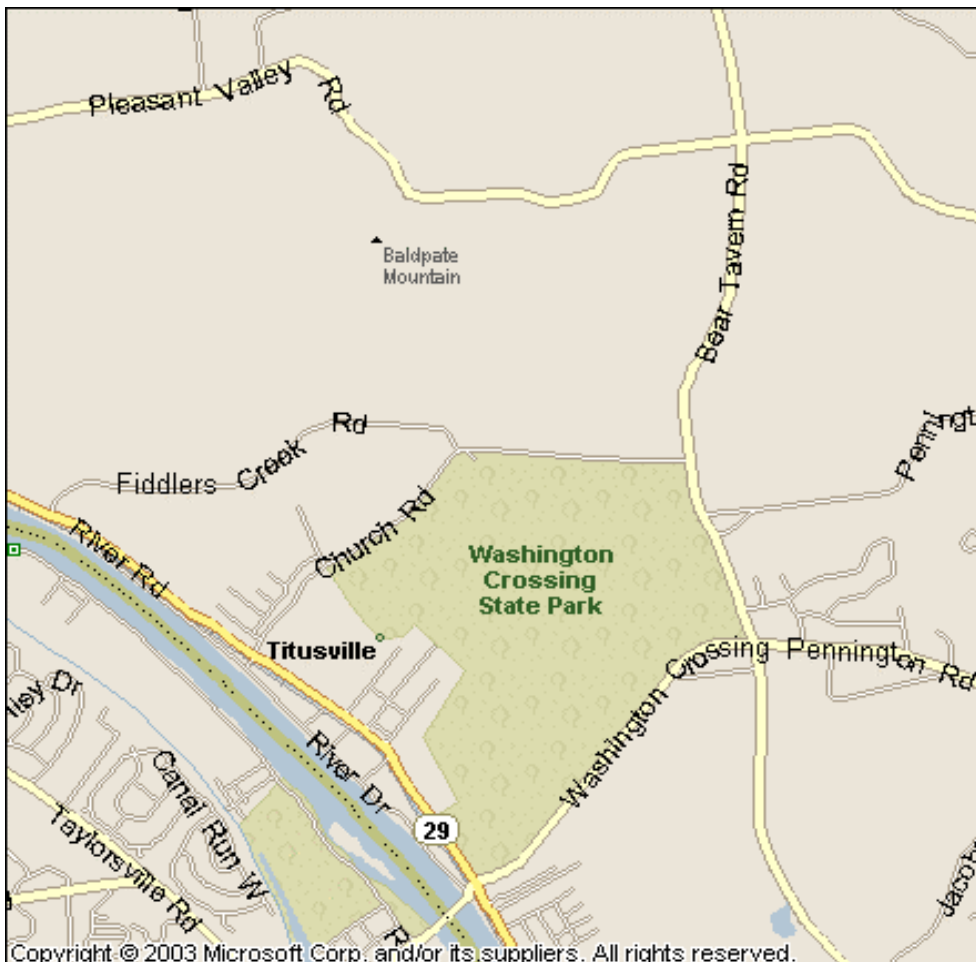 Pleasant Valley Rd
Bear Tavern Rd
Baldpate
Mountain
Fiddlers Creek Rd
Church Rd
River Rd
Washington
Crossing
State Park
Titusville
Washington Crossing Pennington Rd
River Dr
29
Canal Run W
Taylorsville Rd
Copyright © 2003 Microsoft Corp. and/or its suppliers. All rights reserved.